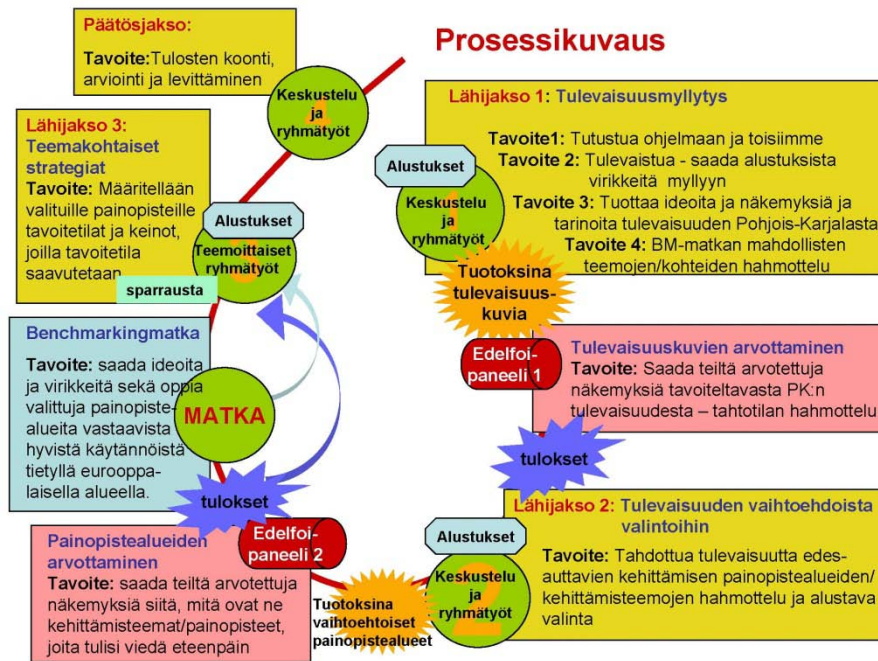 Prosessikuvaus
Päätösjakso:
Tavoite:Tulosten koonti,
arviointi ja levittäminen
4
Keskustelu
ja
ryhmätyöt
Lähijakso 1: Tulevaisuusmyllytys
Tavoite1: Tutustua ohjelmaan ja toisiimme
Tavoite 2: Tulevaistua - saada alustuksista
virikkeitä myllyyn
Tavoite 3: Tuottaa ideoita ja näkemyksiä ja
tarinoita tulevaisuuden Pohjois-Karjalasta
Tavoite 4: BM-matkan mahdollisten
teemojen/kohteiden hahmottelu
Alustukset
1
Keskustelu
ja
ryhmätyöt
Tuotoksina
tulevaisuus-
kuvia
Lähijakso 3:
Teemakohtaiset
strategiat
Tavoite: Määritellään
valituille painopisteille
tavoitetilat ja keinot,
joilla tavoitetila
saavutetaan
Alustukset
3
Teemoittaiset
ryhmätyöt
sparrausta
Edelfoi-
paneeli 1
Tulevaisuuskuvien arvottaminen
Tavoite: Saada teiltä arvotettuja
näkemyksiä tavoiteltavasta PK:n
tulevaisuudesta – tahtotilan hahmottelu
tulokset
Benchmarkingmatka
Tavoite: saada ideoita
ja virikkeitä sekä oppia
valittuja painopiste-
alueita vastaavista
hyvistä käytännöistä
tietyllä eurooppa-
laisella alueella.
MATKA
tulokset
Lähijakso 2: Tulevaisuuden vaihtoehdoista
valintoihin
Tavoite: Tahdottua tulevaisuutta edes-
auttavien kehittämisen painopistealueiden/
kehittämisteemojen hahmottelu ja alustava
valinta
Alustukset
2
Keskustelu
ja
ryhmätyöt
Tuotoksina
vaihtoehtoiset
painopistealueet
Edelfoi-
paneeli 2
Painopistealueiden
arvottaminen
Tavoite: saada teiltä arvotettuja
näkemyksiä siitä, mitä ovat ne
kehittämisteemat/painopisteet,
joita tulisi viedä eteenpäin